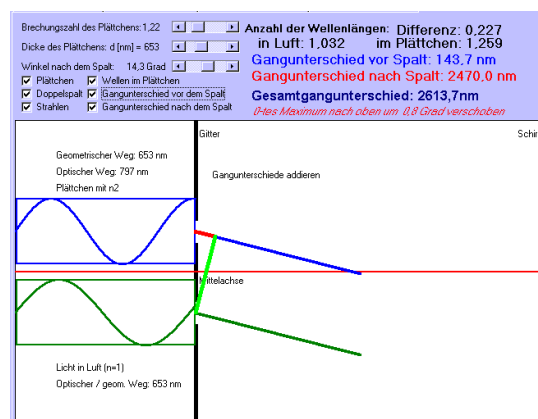 Brechungszahl des Plättchens: 1,22
Dicke des Plättchens: d [nm] = 653
Winkel nach dem Spalt: 14,3 Grad
Plättchen Wellen im Plättchen
Doppelspalt Gangunterschied vor dem Spalt
Strahlen Gangunterschied nach dem Spalt
Anzahl der Wellenlängen: Differenz: 0,227
in Luft: 1,032 im Plättchen: 1,259
Gangunterschied vor Spalt: 143,7 nm
Gangunterschied nach Spalt: 2470,0 nm
Gesamtgangunterschied: 2613,7nm
0-tes Maximum nach oben um 0,8 Grad verschoben
Gitter Schir
Geometrischer Weg: 653 nm
Optischer Weg: 797 nm
Plättchen mit n2
Gangunterschiede addieren
Mittelachse
Licht in Luft (n=1)
Optischer / geom. Weg: 653 nm